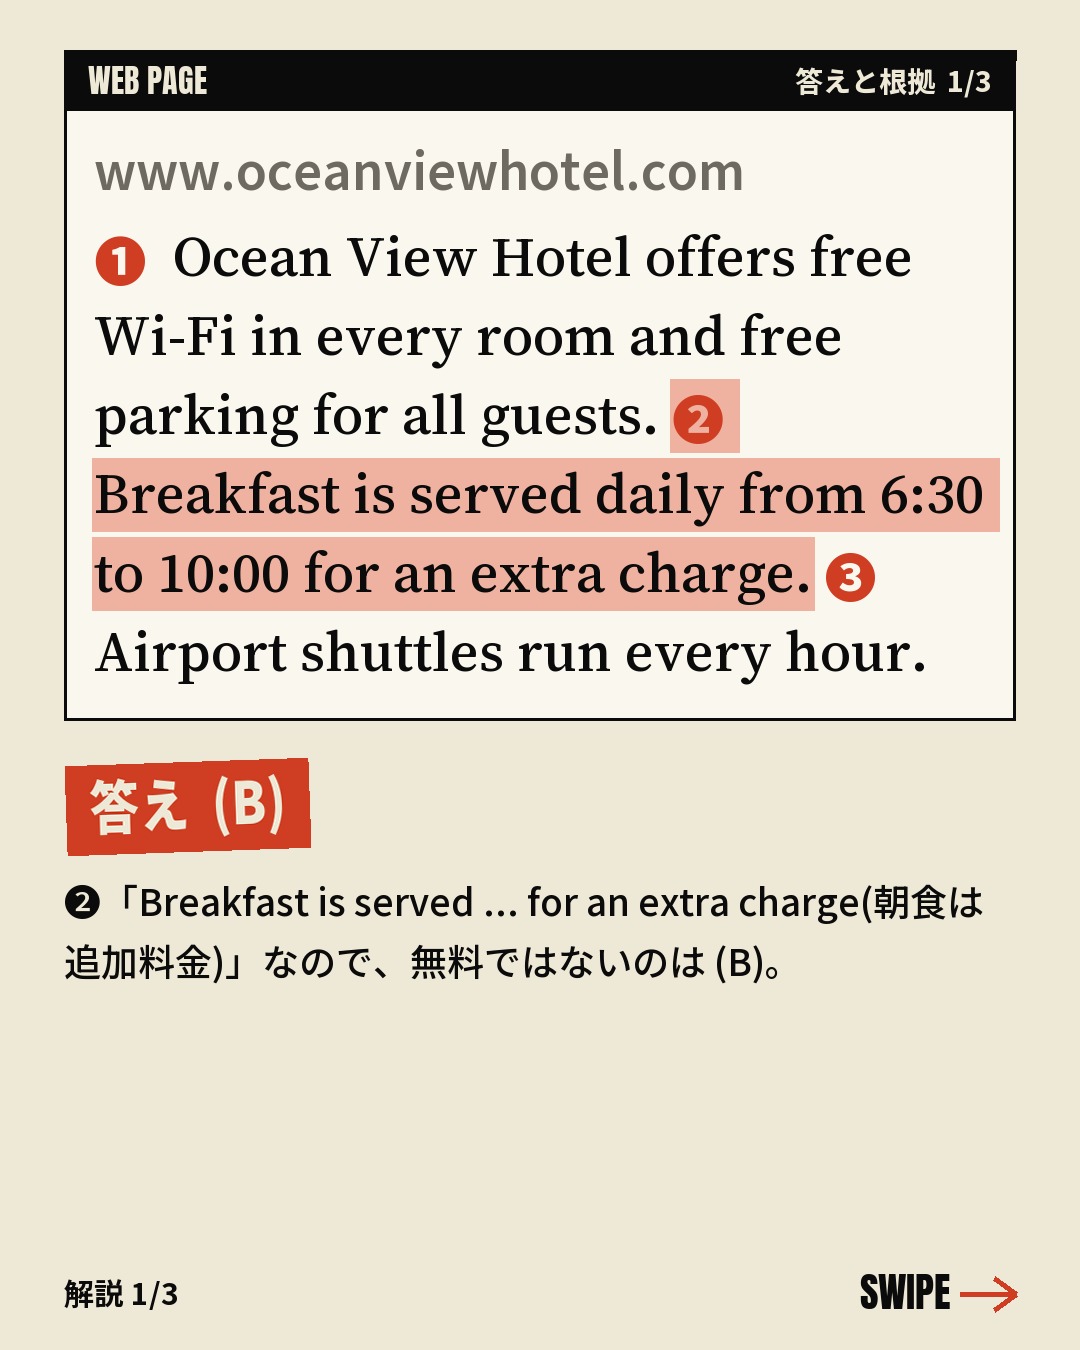 WEB PAGE
答えと根拠 1/3
www.oceanviewhotel.com
❶ Ocean View Hotel offers free
Wi-Fi in every room and free
parking for all guests. ❷
Breakfast is served daily from 6:30
to 10:00 for an extra charge. ❸
Airport shuttles run every hour.
答え (B)
❷「Breakfast is served ... for an extra charge(朝食は
追加料金)」なので、無料ではないのは (B)。
解説 1/3
SWIPE →